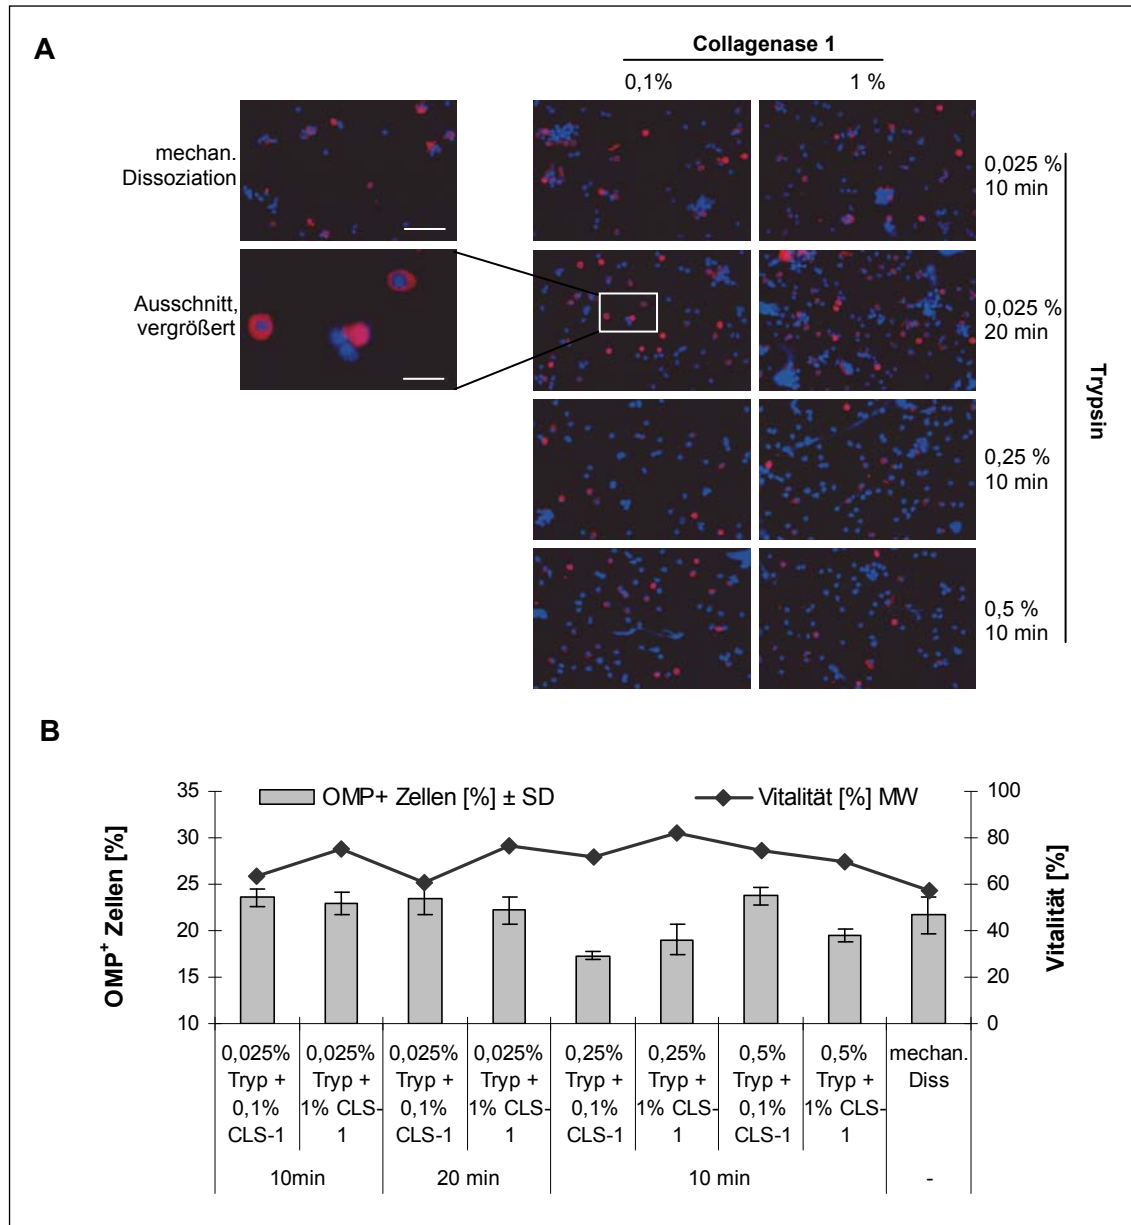 A
Collagenase 1
0,1%
1 %
mechan.
Dissoziation
0,025 %
10 min
Ausschnitt,
vergrößert
0,025 %
20 min
0,25 %
10 min
0,5 %
10 min
Trypsin
B
OMP+ Zellen [%] ± SD
Vitalität [%] MW
OMP+ Zellen [%]
35
30
25
20
15
10
100
80
60
40
20
0
Vitalität [%]
0,025%
Tryp +
0,1%
CLS-1
0,025%
Tryp +
1% CLS-
1
0,025%
Tryp +
0,1%
CLS-1
0,025%
Tryp +
1% CLS-
1
0,25%
Tryp +
0,1%
CLS-1
0,25%
Tryp +
1% CLS-
1
0,5%
Tryp +
0,1%
CLS-1
0,5%
Tryp +
1% CLS-
1
mechan.
Diss
10min
20 min
10 min
-